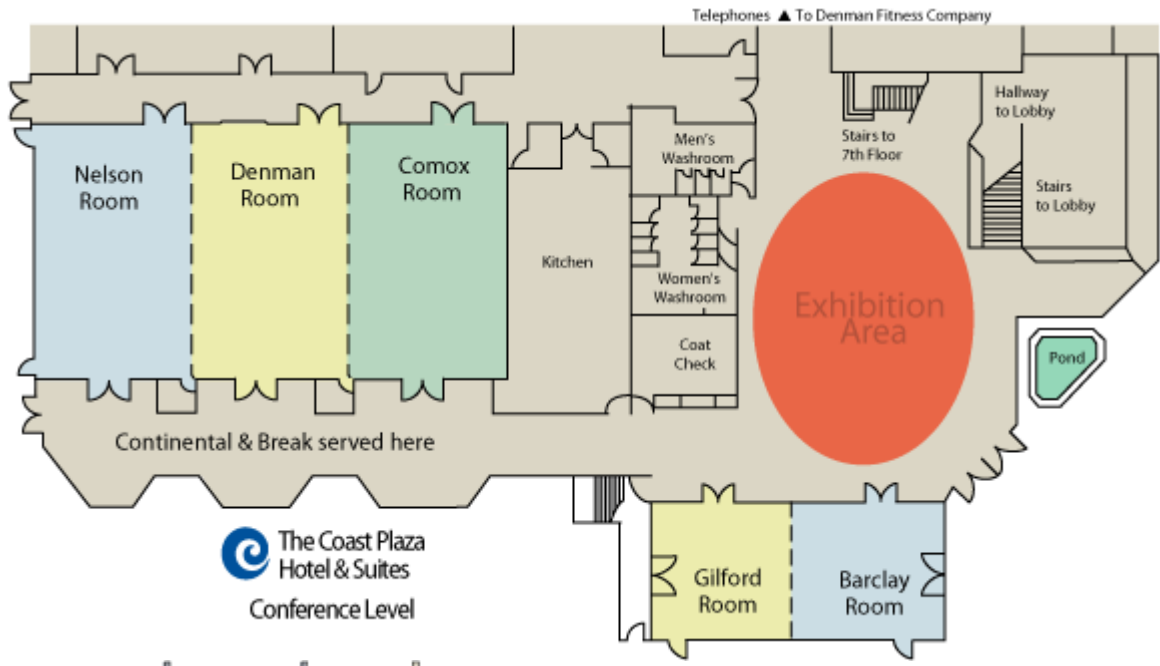 Telephones ▲ To Denman Fitness Company
Hallway
to Lobby
Stairs to
7th Floor
Men's
Washroom
Nelson
Room
Denman
Room
Comox
Room
Stairs
to Lobby
Kitchen
Women's
Washroom
Exhibition
Area
Coat
Check
Pond
Continental & Break served here
The Coast Plaza
Hotel & Suites
Conference Level
Gilford
Room
Barclay
Room